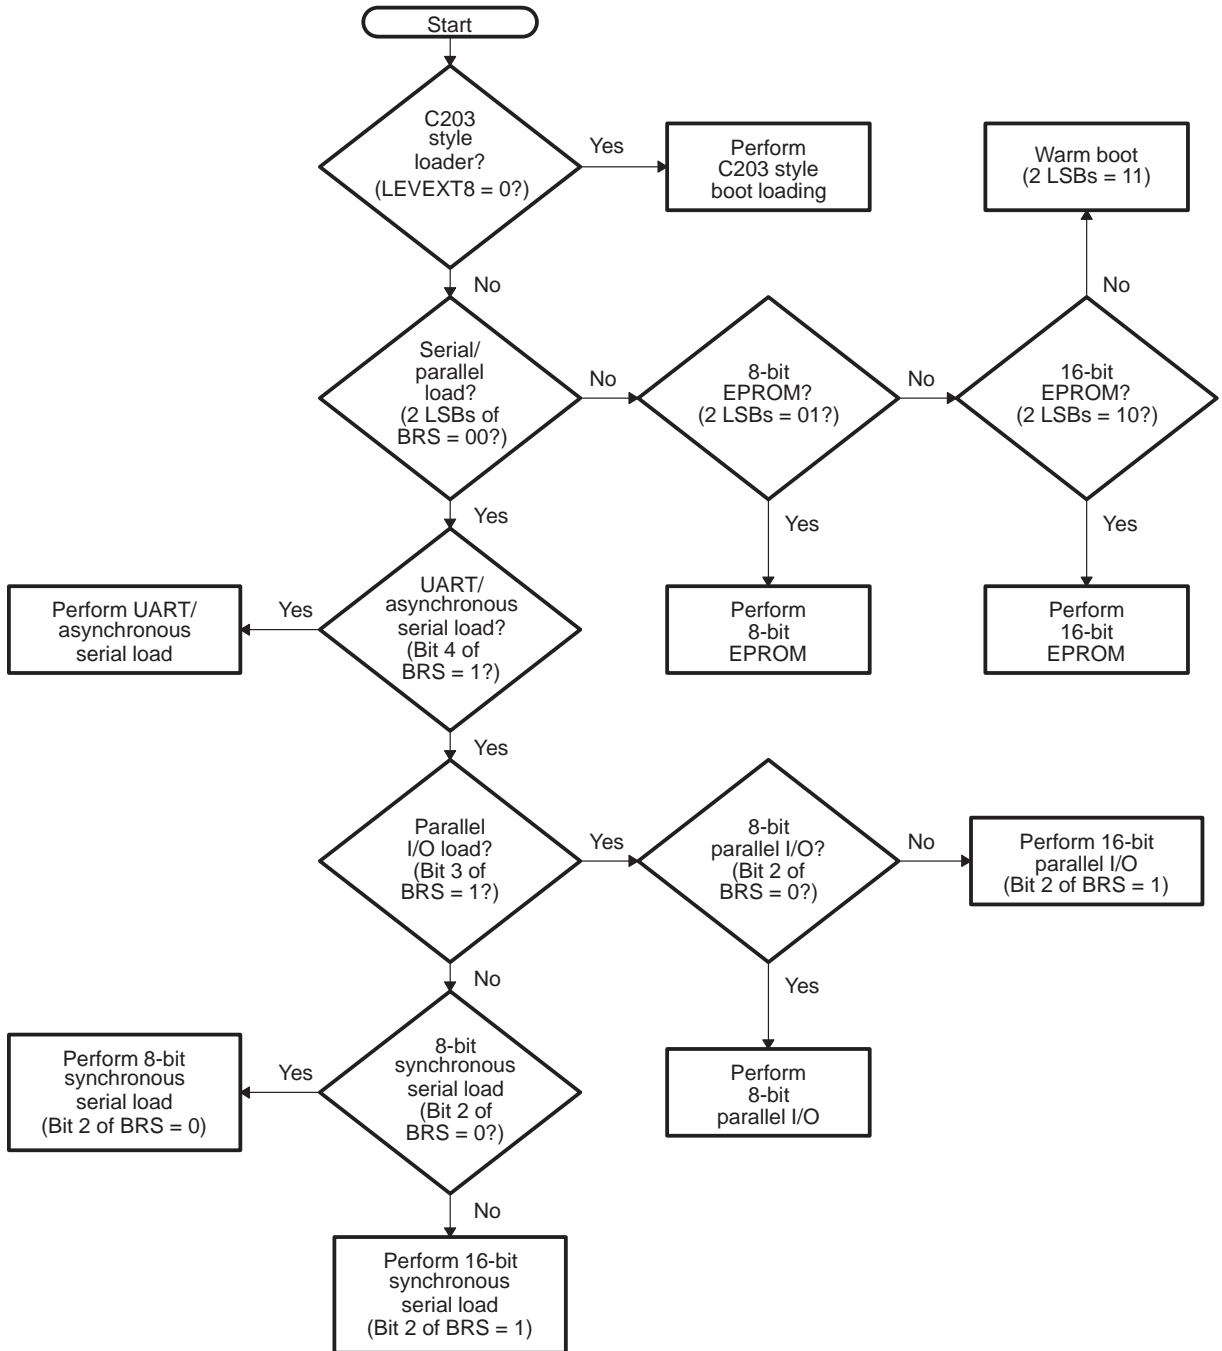 Start
C203
style
loader?
(LEVEXT8 = 0?)
Yes
Perform
C203 style
boot loading
Warm boot
(2 LSBs = 11)
No
No
Serial/
parallel
load?
(2 LSBs of
BRS = 00?)
No
8-bit
EPROM?
(2 LSBs = 01?)
No
16-bit
EPROM?
(2 LSBs = 10?)
Yes
Yes
Yes
Perform UART/
asynchronous
serial load
Yes
UART/
asynchronous
serial load?
(Bit 4 of
BRS = 1?)
Perform
8-bit
EPROM
Perform
16-bit
EPROM
Yes
Parallel
I/O load?
(Bit 3 of
BRS = 1?)
Yes
8-bit
parallel I/O?
(Bit 2 of
BRS = 0?)
No
Perform 16-bit
parallel I/O
(Bit 2 of BRS = 1)
No
Yes
Perform 8-bit
synchronous
serial load
(Bit 2 of BRS = 0)
Yes
8-bit
synchronous
serial load
(Bit 2 of
BRS = 0?)
Perform
8-bit
parallel I/O
No
Perform 16-bit
synchronous
serial load
(Bit 2 of BRS = 1)